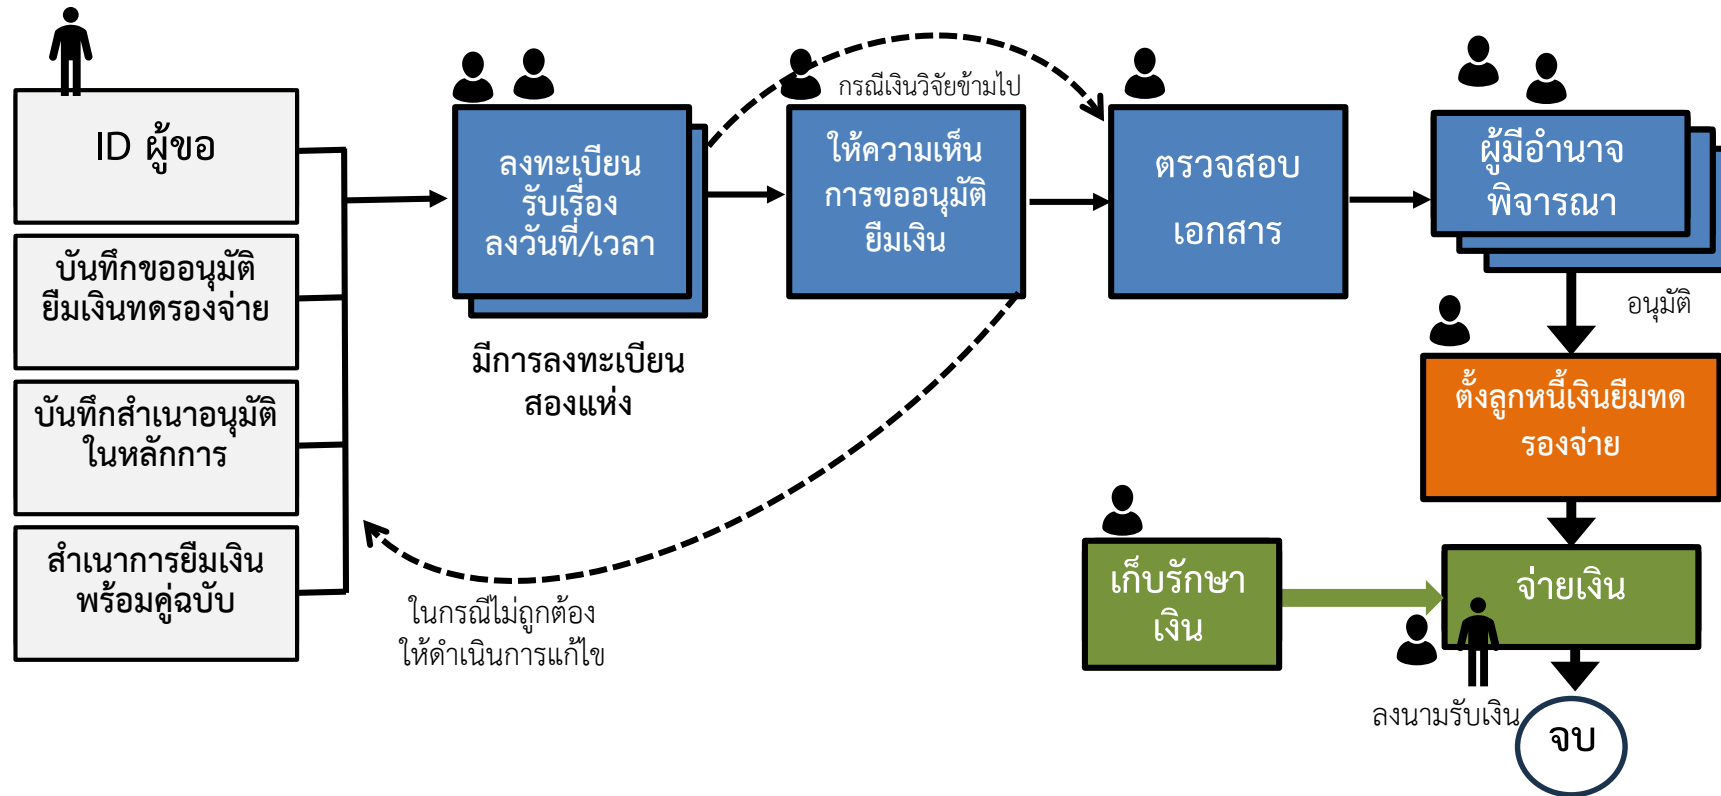 ID ผู้ขอ
บันทึกขออนุมัติ
ยืมเงินทดรองจ่าย
บันทึกสำเนาอนุมัติ
ในหลักการ
สำเนาการยืมเงิน
พร้อมคู่ฉบับ
ลงทะเบียน
รับเรื่อง
ลงวันที่/เวลา
มีการลงทะเบียน
สองแห่ง
กรณีเงินวิจัยข้ามไป
ให้ความเห็น
การขออนุมัติ
ยืมเงิน
ในกรณีไม่ถูกต้อง
ให้ดำเนินการแก้ไข
ตรวจสอบ
เอกสาร
ผู้มีอำนาจ
พิจารณา
อนุมัติ
ตั้งลูกหนี้เงินยืมทด
รองจ่าย
เก็บรักษา
เงิน
จ่ายเงิน
ลงนามรับเงิน
จบ